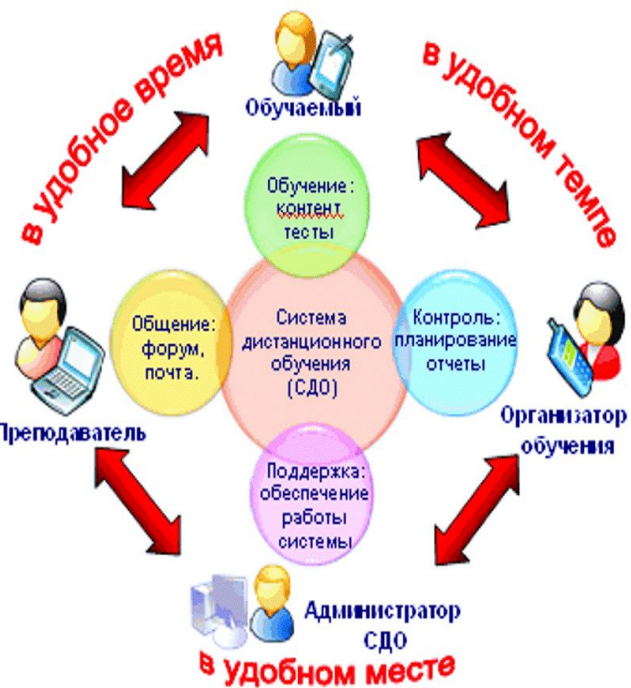 в удобное время
в удобном темпе
Обучаемый
Обучение:
контент
тесты
Общение:
форум,
почта.
Система
дистанционного
обучения
(СДО)
Контроль:
планирование
отчеты
Преподаватель
Организатор
обучения
Поддержка:
обеспечение
работы
системы
Администратор
СДО
в удобном месте